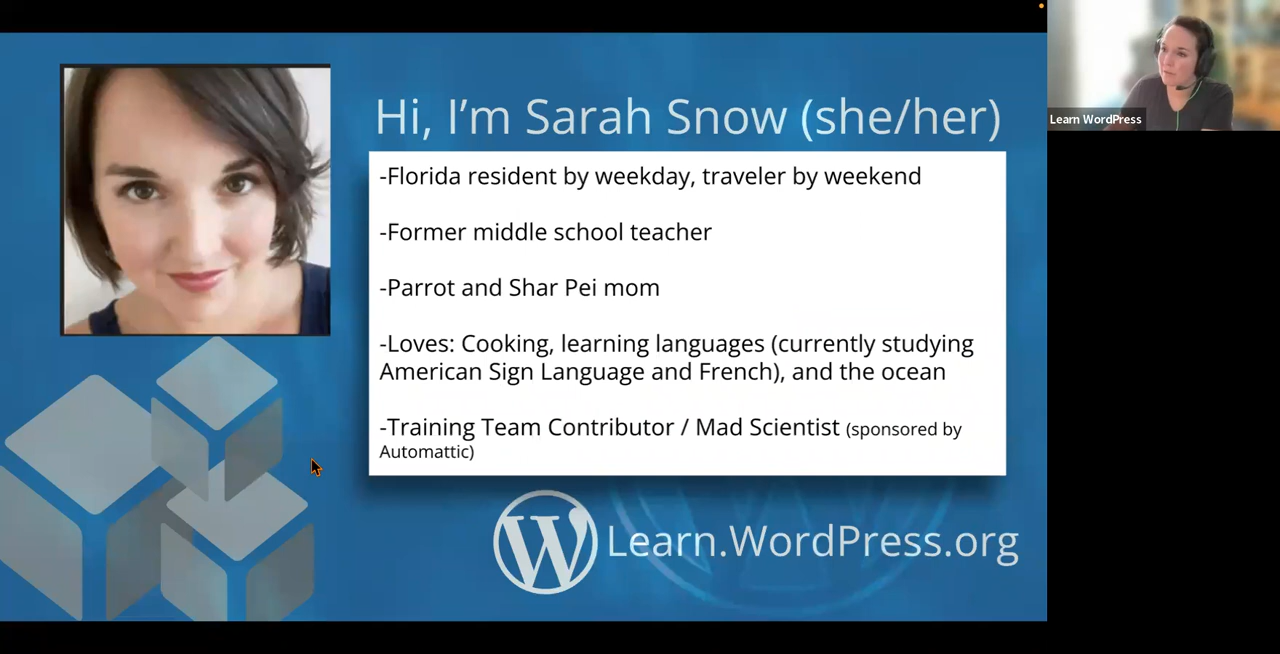 Hi, I’m Sarah Snow (she/her)
Learn WordPress
-Florida resident by weekday, traveler by weekend
-Former middle school teacher
-Parrot and Shar Pei mom
-Loves: Cooking, learning languages (currently studying
American Sign Language and French), and the ocean
-Training Team Contributor / Mad Scientist (sponsored by
Automattic)
Learn.WordPress.org